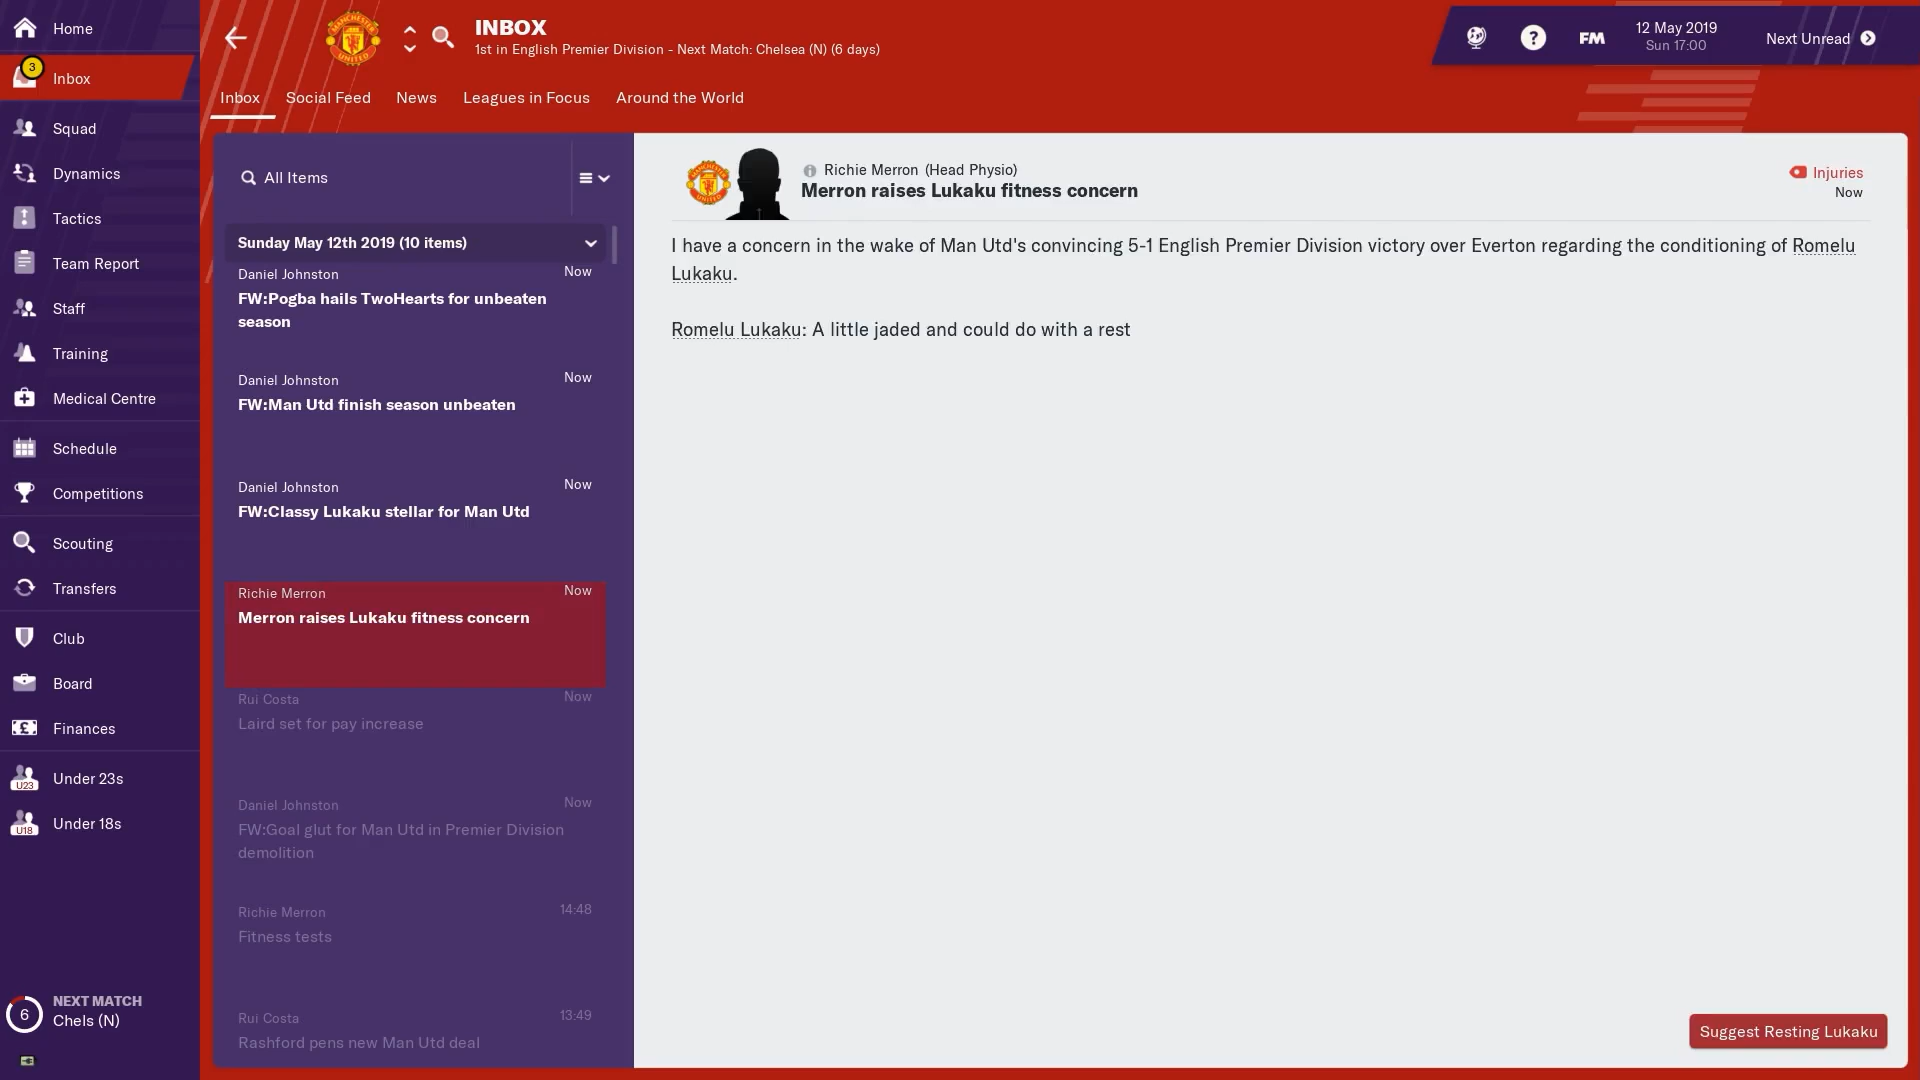 Home
3
Inbox
Squad
Dynamics
Tactics
Team Report
Staff
Training
Medical Centre
Schedule
Competitions
Scouting
Transfers
Club
Board
Finances
U23
Under 23s
U18
Under 18s
6
NEXT MATCH
Chels (N)
MANCHESTER
UNITED
INBOX
1st in English Premier Division - Next Match: Chelsea (N) (6 days)
?
FM
12 May 2019
Sun 17:00
Next Unread
Inbox
Social Feed
News
Leagues in Focus
Around the World
All Items
Sunday May 12th 2019 (10 items)
Daniel Johnston
Now
FW:Pogba hails TwoHearts for unbeaten
season
Daniel Johnston
Now
FW:Man Utd finish season unbeaten
Daniel Johnston
Now
FW:Classy Lukaku stellar for Man Utd
Richie Merron
Now
Merron raises Lukaku fitness concern
Rui Costa
Now
Laird set for pay increase
Daniel Johnston
Now
FW:Goal glut for Man Utd in Premier Division
demolition
Richie Merron
14:48
Fitness tests
Rui Costa
13:49
Rashford pens new Man Utd deal
Richie Merron (Head Physio)
Merron raises Lukaku fitness concern
Injuries
Now
I have a concern in the wake of Man Utd's convincing 5-1 English Premier Division victory over Everton regarding the conditioning of Romelu
Lukaku.
Romelu Lukaku: A little jaded and could do with a rest
Suggest Resting Lukaku